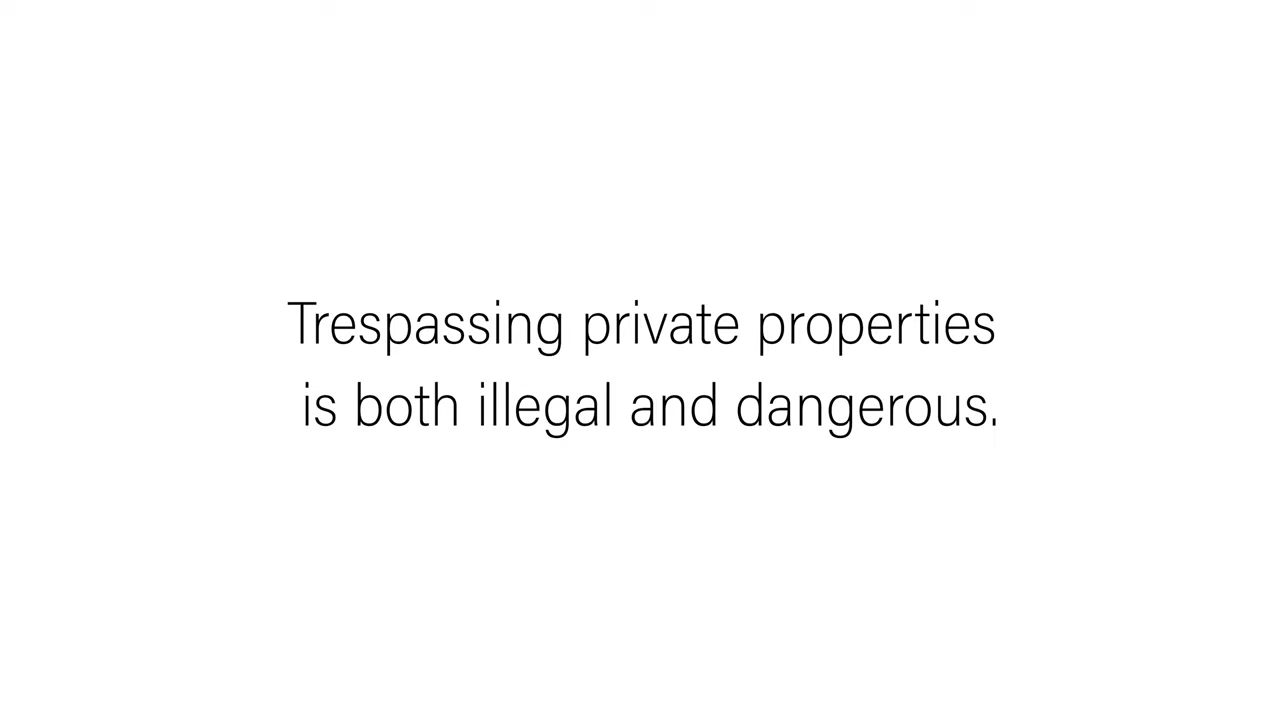 Trespassing private properties
is both illegal and dangerous.